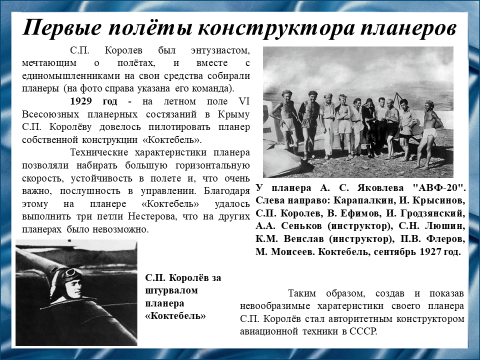 Первые полёты конструктора планеров
С.П. Королев был энтузиастом,
мечтающим о полётах, и вместе с
единомышленниками на свои средства собирали
планеры (на фото справа указана его команда).
1929 год - на летном поле VI
Всесоюзных планерных состязаний в Крыму
С.П. Королёву довелось пилотировать планер
собственной конструкции «Коктебель».
Технические характеристики планера
позволяли набирать большую горизонтальную
скорость, устойчивость в полете и, что очень
важно, послушность в управлении. Благодаря
этому на планере «Коктебель» удалось
выполнить три петли Нестерова, что на других
планерах было невозможно.
У планера А. С. Яковлева "АВФ-20".
Слева направо: Карапалкин, И. Крысинов,
С.П. Королев, В. Ефимов, И. Гродзянский,
А.А. Сеньков (инструктор), С.Н. Люшин,
К.М. Венслав (инструктор), П.В. Флеров,
М. Моисеев. Коктебель, сентябрь 1927 год.
С.П. Королёв за
штурвалом
планера
«Коктебель»
Таким образом, создав и показав
невообразимые харатеристики своего планера
С.П. Королёв стал авторитетным конструктором
авиационной техники в СССР.